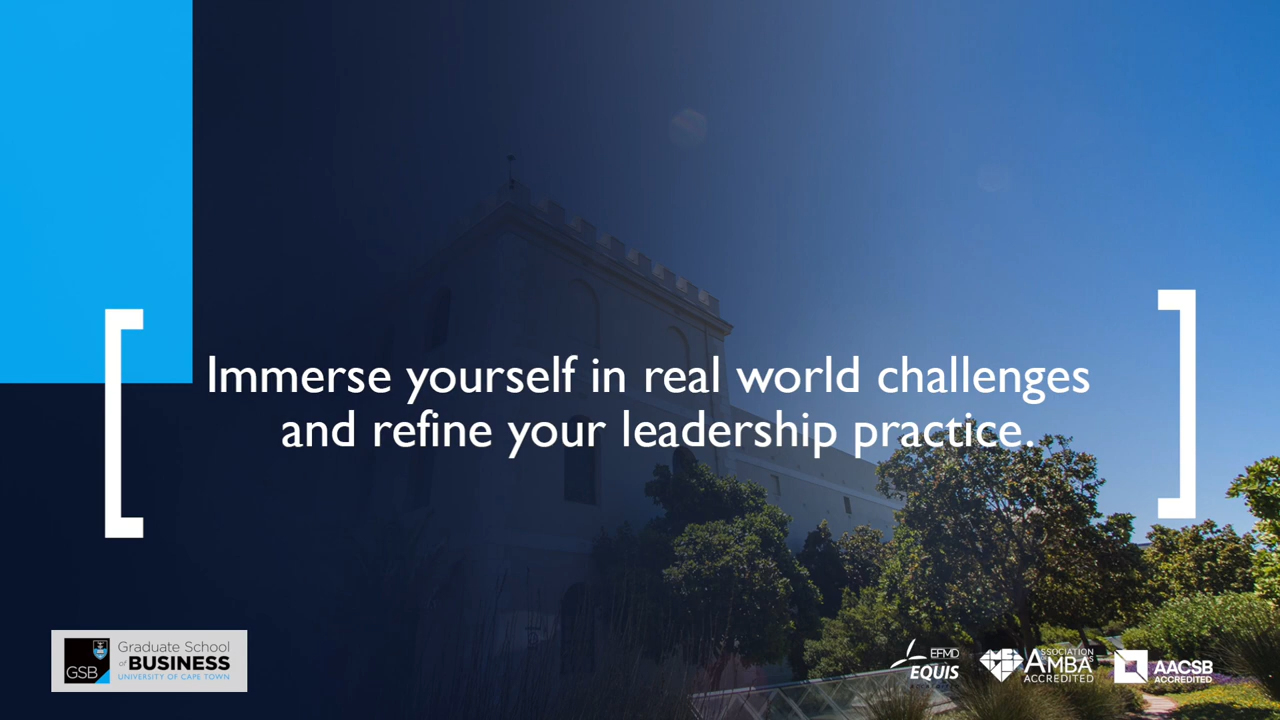 Immerse yourself in real world challenges
and refine your leadership practice.
GSB
Graduate School
of BUSINESS
UNIVERSITY OF CAPE TOWN
EFMD
EQUIS
ASSOCIATION
AMBA
ACCREDITED
AACSB
ACCREDITED